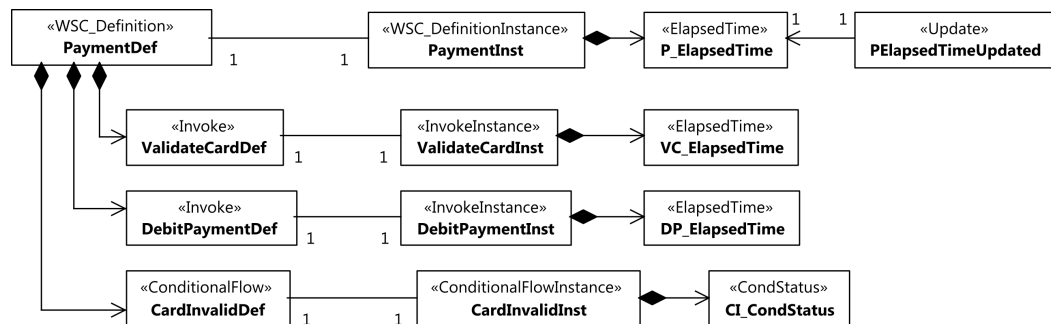 «WSC_Definition»
PaymentDef
1
1
«WSC_DefinitionInstance»
PaymentInst
«ElapsedTime»
P_ElapsedTime
1
1
«Update»
PElapsedTimeUpdated
«Invoke»
ValidateCardDef
1
1
«InvokeInstance»
ValidateCardInst
«ElapsedTime»
VC_ElapsedTime
«Invoke»
DebitPaymentDef
1
1
«InvokeInstance»
DebitPaymentInst
«ElapsedTime»
DP_ElapsedTime
«ConditionalFlow»
CardInvalidDef
1
1
«ConditionalFlowInstance»
CardInvalidInst
«CondStatus»
CI_CondStatus